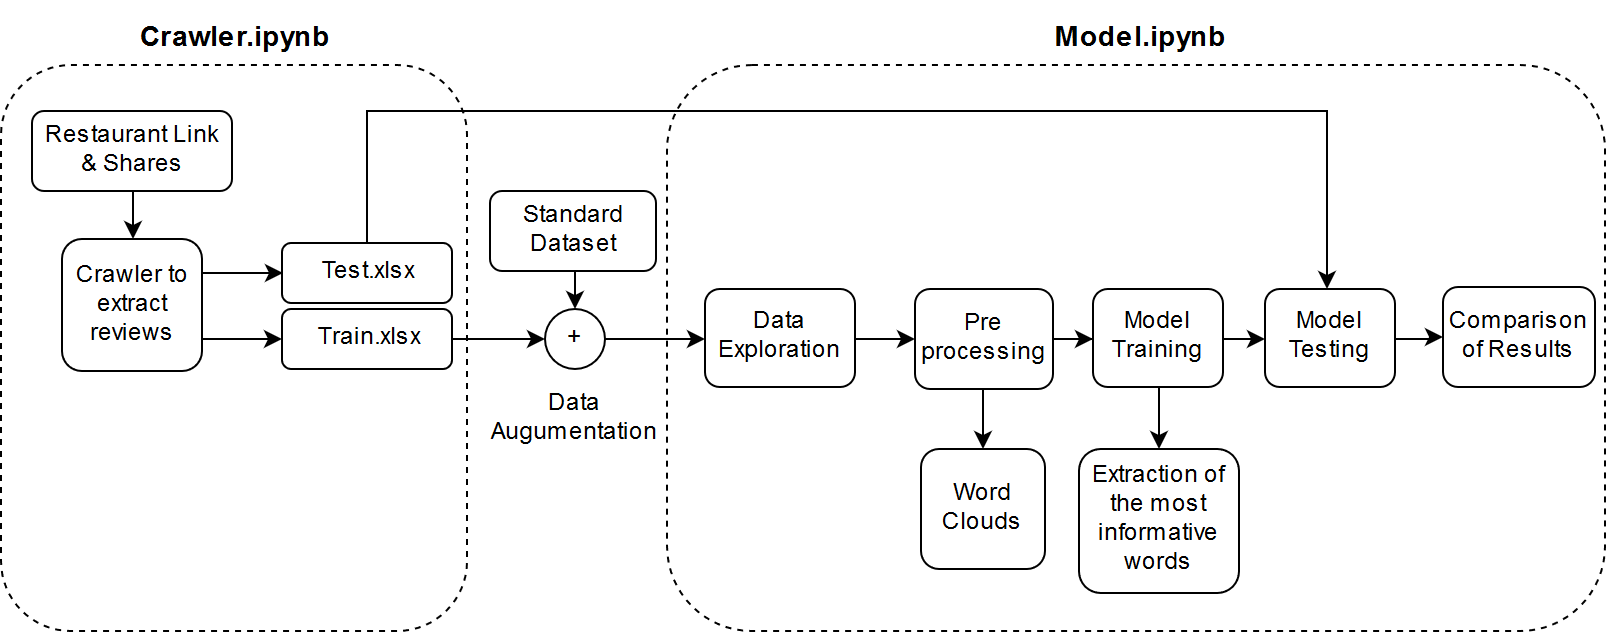 Crawler.ipynb
Model.ipynb
Restaurant Link
& Shares
Crawler to
extract
reviews
Test.xlsx
Train.xlsx
Standard
Dataset
+
Data
Augumentation
Data
Exploration
Pre
processing
Model
Training
Model
Testing
Comparison
of Results
Word
Clouds
Extraction of
the most
informative
words